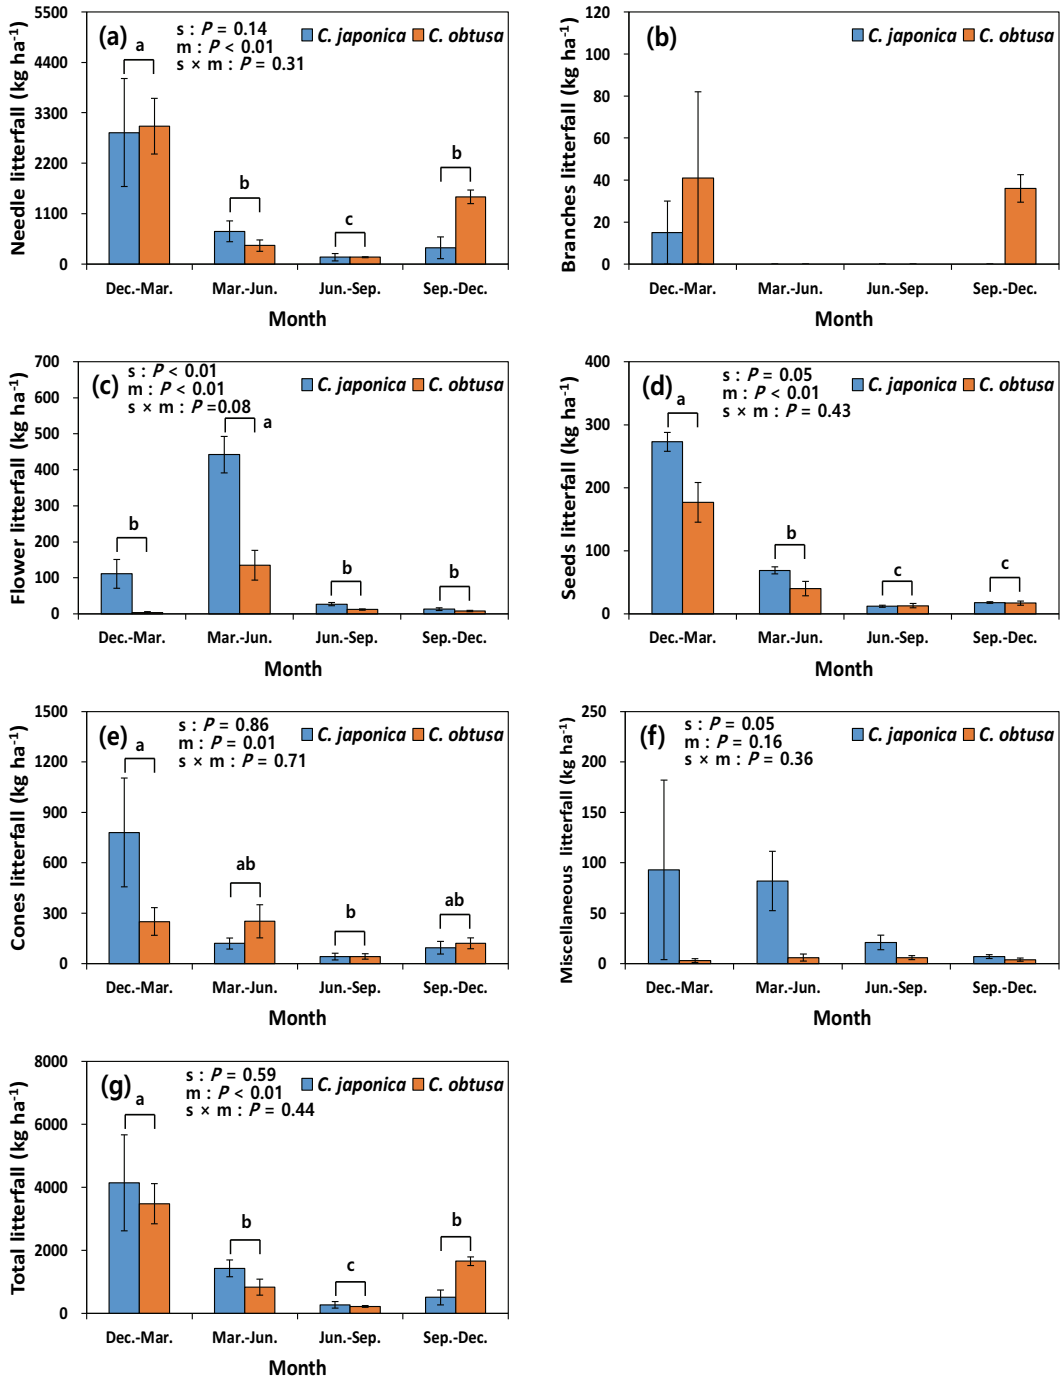 (a)
s : P = 0.14
m : P < 0.01
s × m : P = 0.31
C. japonica C. obtusa
Needle litterfall (kg ha⁻¹)
5500
4400
3300
2200
1100
0
a
b
c
b
Dec.-Mar. Mar.-Jun. Jun.-Sep. Sep.-Dec.
Month
(b)
C. japonica C. obtusa
Branches litterfall (kg ha⁻¹)
120
100
80
60
40
20
0
Dec.-Mar. Mar.-Jun. Jun.-Sep. Sep.-Dec.
Month
(c)
s : P < 0.01
m : P < 0.01
s × m : P =0.08
C. japonica C. obtusa
Flower litterfall (kg ha⁻¹)
700
600
500
400
300
200
100
0
b
a
b
b
Dec.-Mar. Mar.-Jun. Jun.-Sep. Sep.-Dec.
Month
(d)
s : P = 0.05
m : P < 0.01
s × m : P = 0.43
C. japonica C. obtusa
Seeds litterfall (kg ha⁻¹)
400
300
200
100
0
a
b
c
c
Dec.-Mar. Mar.-Jun. Jun.-Sep. Sep.-Dec.
Month
(e)
s : P = 0.86
m : P = 0.01
s × m : P = 0.71
C. japonica C. obtusa
Cones litterfall (kg ha⁻¹)
1500
1200
900
600
300
0
a
ab
b
ab
Dec.-Mar. Mar.-Jun. Jun.-Sep. Sep.-Dec.
Month
(f)
s : P = 0.05
m : P = 0.16
s × m : P = 0.36
C. japonica C. obtusa
Miscellaneous litterfall (kg ha⁻¹)
250
200
150
100
50
0
Dec.-Mar. Mar.-Jun. Jun.-Sep. Sep.-Dec.
Month
(g)
s : P = 0.59
m : P < 0.01
s × m : P = 0.44
C. japonica C. obtusa
Total litterfall (kg ha⁻¹)
8000
6000
4000
2000
0
a
b
c
b
Dec.-Mar. Mar.-Jun. Jun.-Sep. Sep.-Dec.
Month